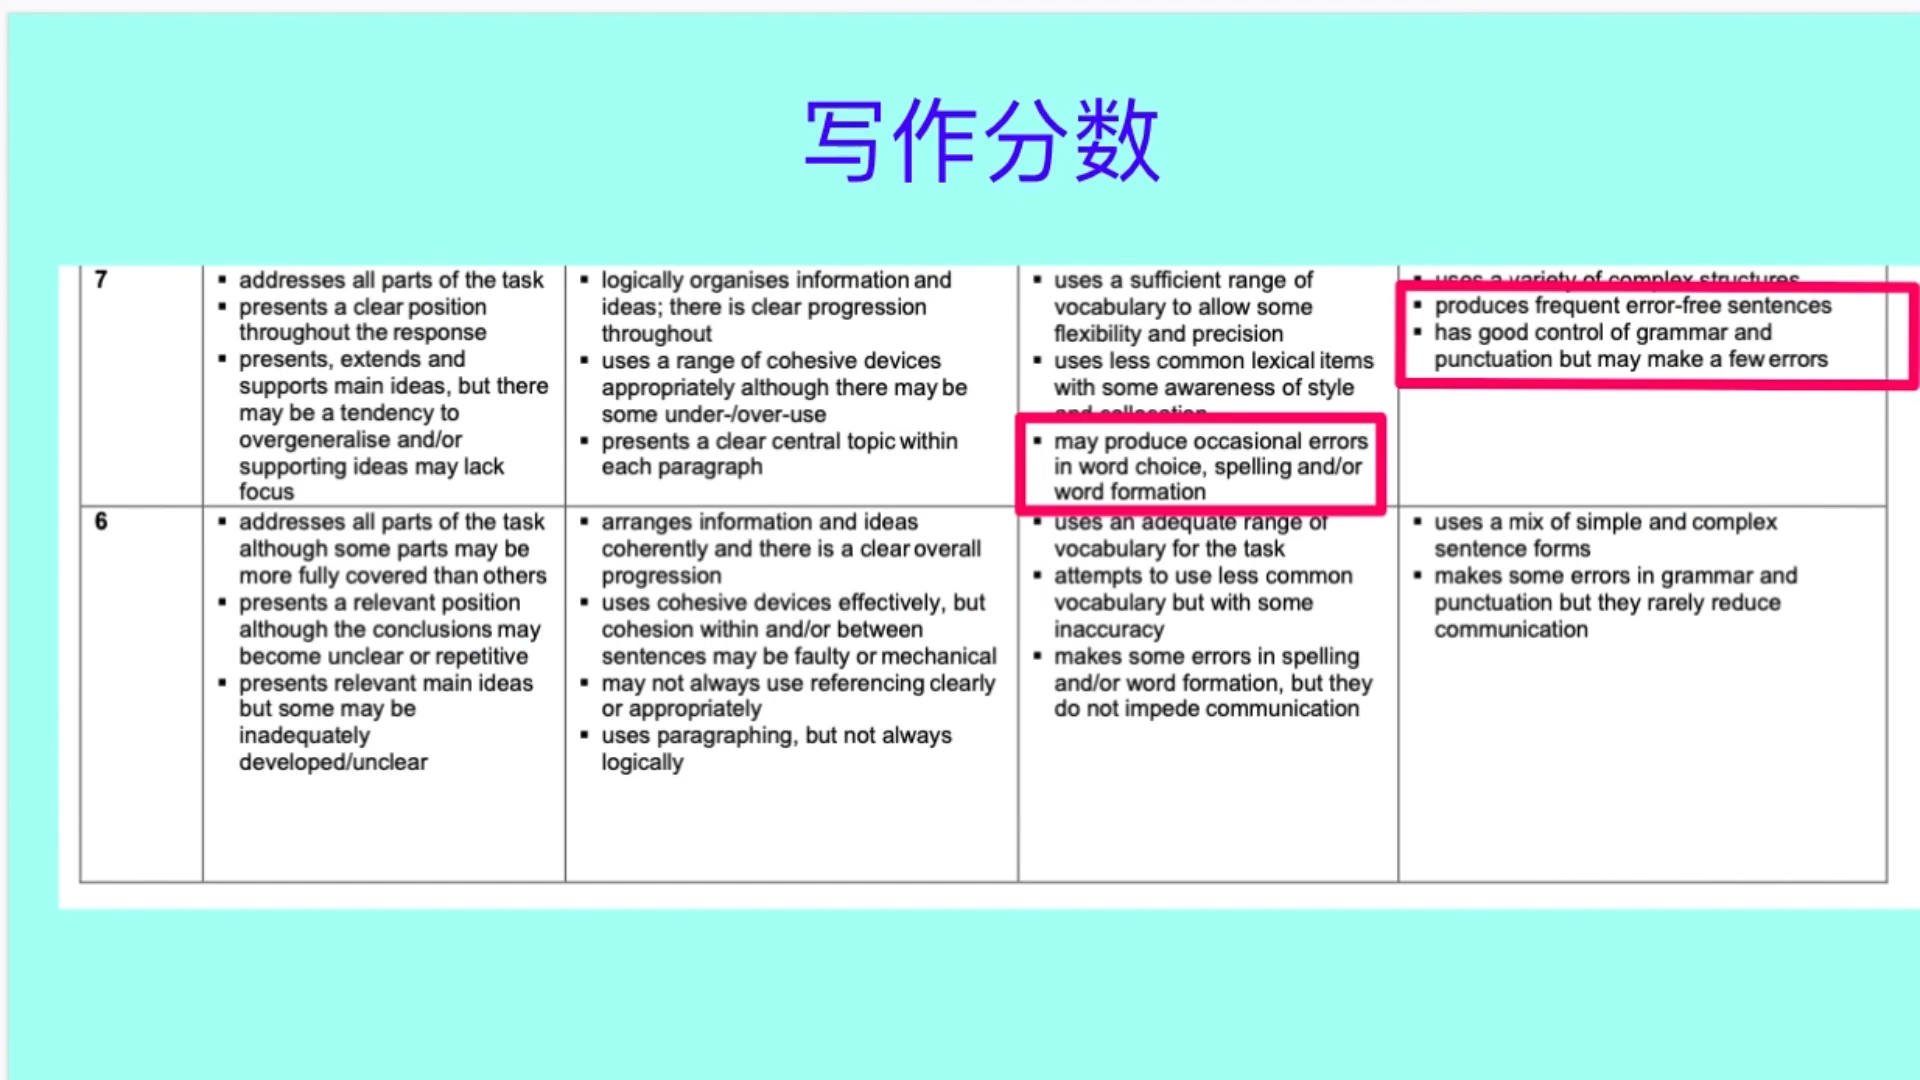 写作分数
7
▪ addresses all parts of the task
▪ presents a clear position
throughout the response
▪ presents, extends and
supports main ideas, but there
may be a tendency to
overgeneralise and/or
supporting ideas may lack
focus
▪ logically organises information and
ideas; there is clear progression
throughout
▪ uses a range of cohesive devices
appropriately although there may be
some under-/over-use
▪ presents a clear central topic within
each paragraph
▪ uses a sufficient range of
vocabulary to allow some
flexibility and precision
▪ uses less common lexical items
with some awareness of style
and collocation
▪ may produce occasional errors
in word choice, spelling and/or
word formation
▪ uses a variety of complex structures
▪ produces frequent error-free sentences
▪ has good control of grammar and
punctuation but may make a few errors
6
▪ addresses all parts of the task
although some parts may be
more fully covered than others
▪ presents a relevant position
although the conclusions may
become unclear or repetitive
▪ presents relevant main ideas
but some may be
inadequately
developed/unclear
▪ arranges information and ideas
coherently and there is a clear overall
progression
▪ uses cohesive devices effectively, but
cohesion within and/or between
sentences may be faulty or mechanical
▪ may not always use referencing clearly
or appropriately
▪ uses paragraphing, but not always
logically
▪ uses an adequate range of
vocabulary for the task
▪ attempts to use less common
vocabulary but with some
inaccuracy
▪ makes some errors in spelling
and/or word formation, but they
do not impede communication
▪ uses a mix of simple and complex
sentence forms
▪ makes some errors in grammar and
punctuation but they rarely reduce
communication